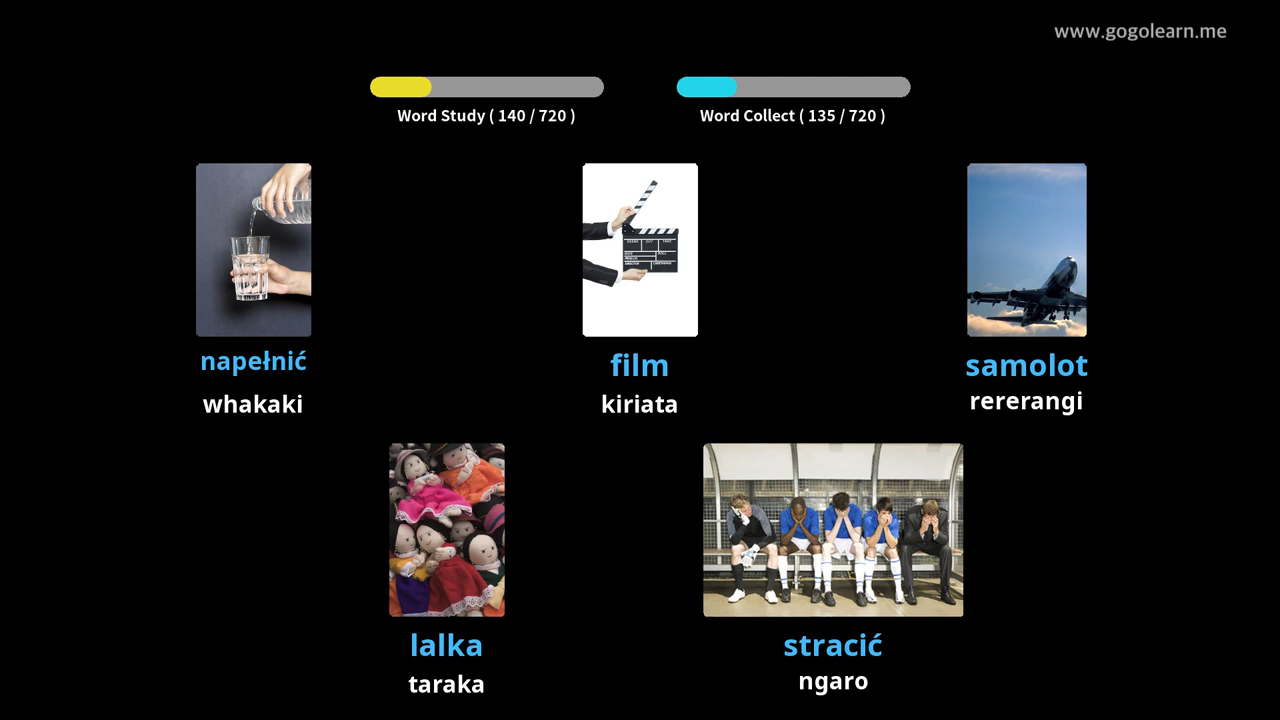 www.gogolearn.me
Word Study ( 140 / 720 )
Word Collect ( 135 / 720 )
napełnić
whakaki
film
kiriata
samolot
rererangi
lalka
taraka
stracić
ngaro